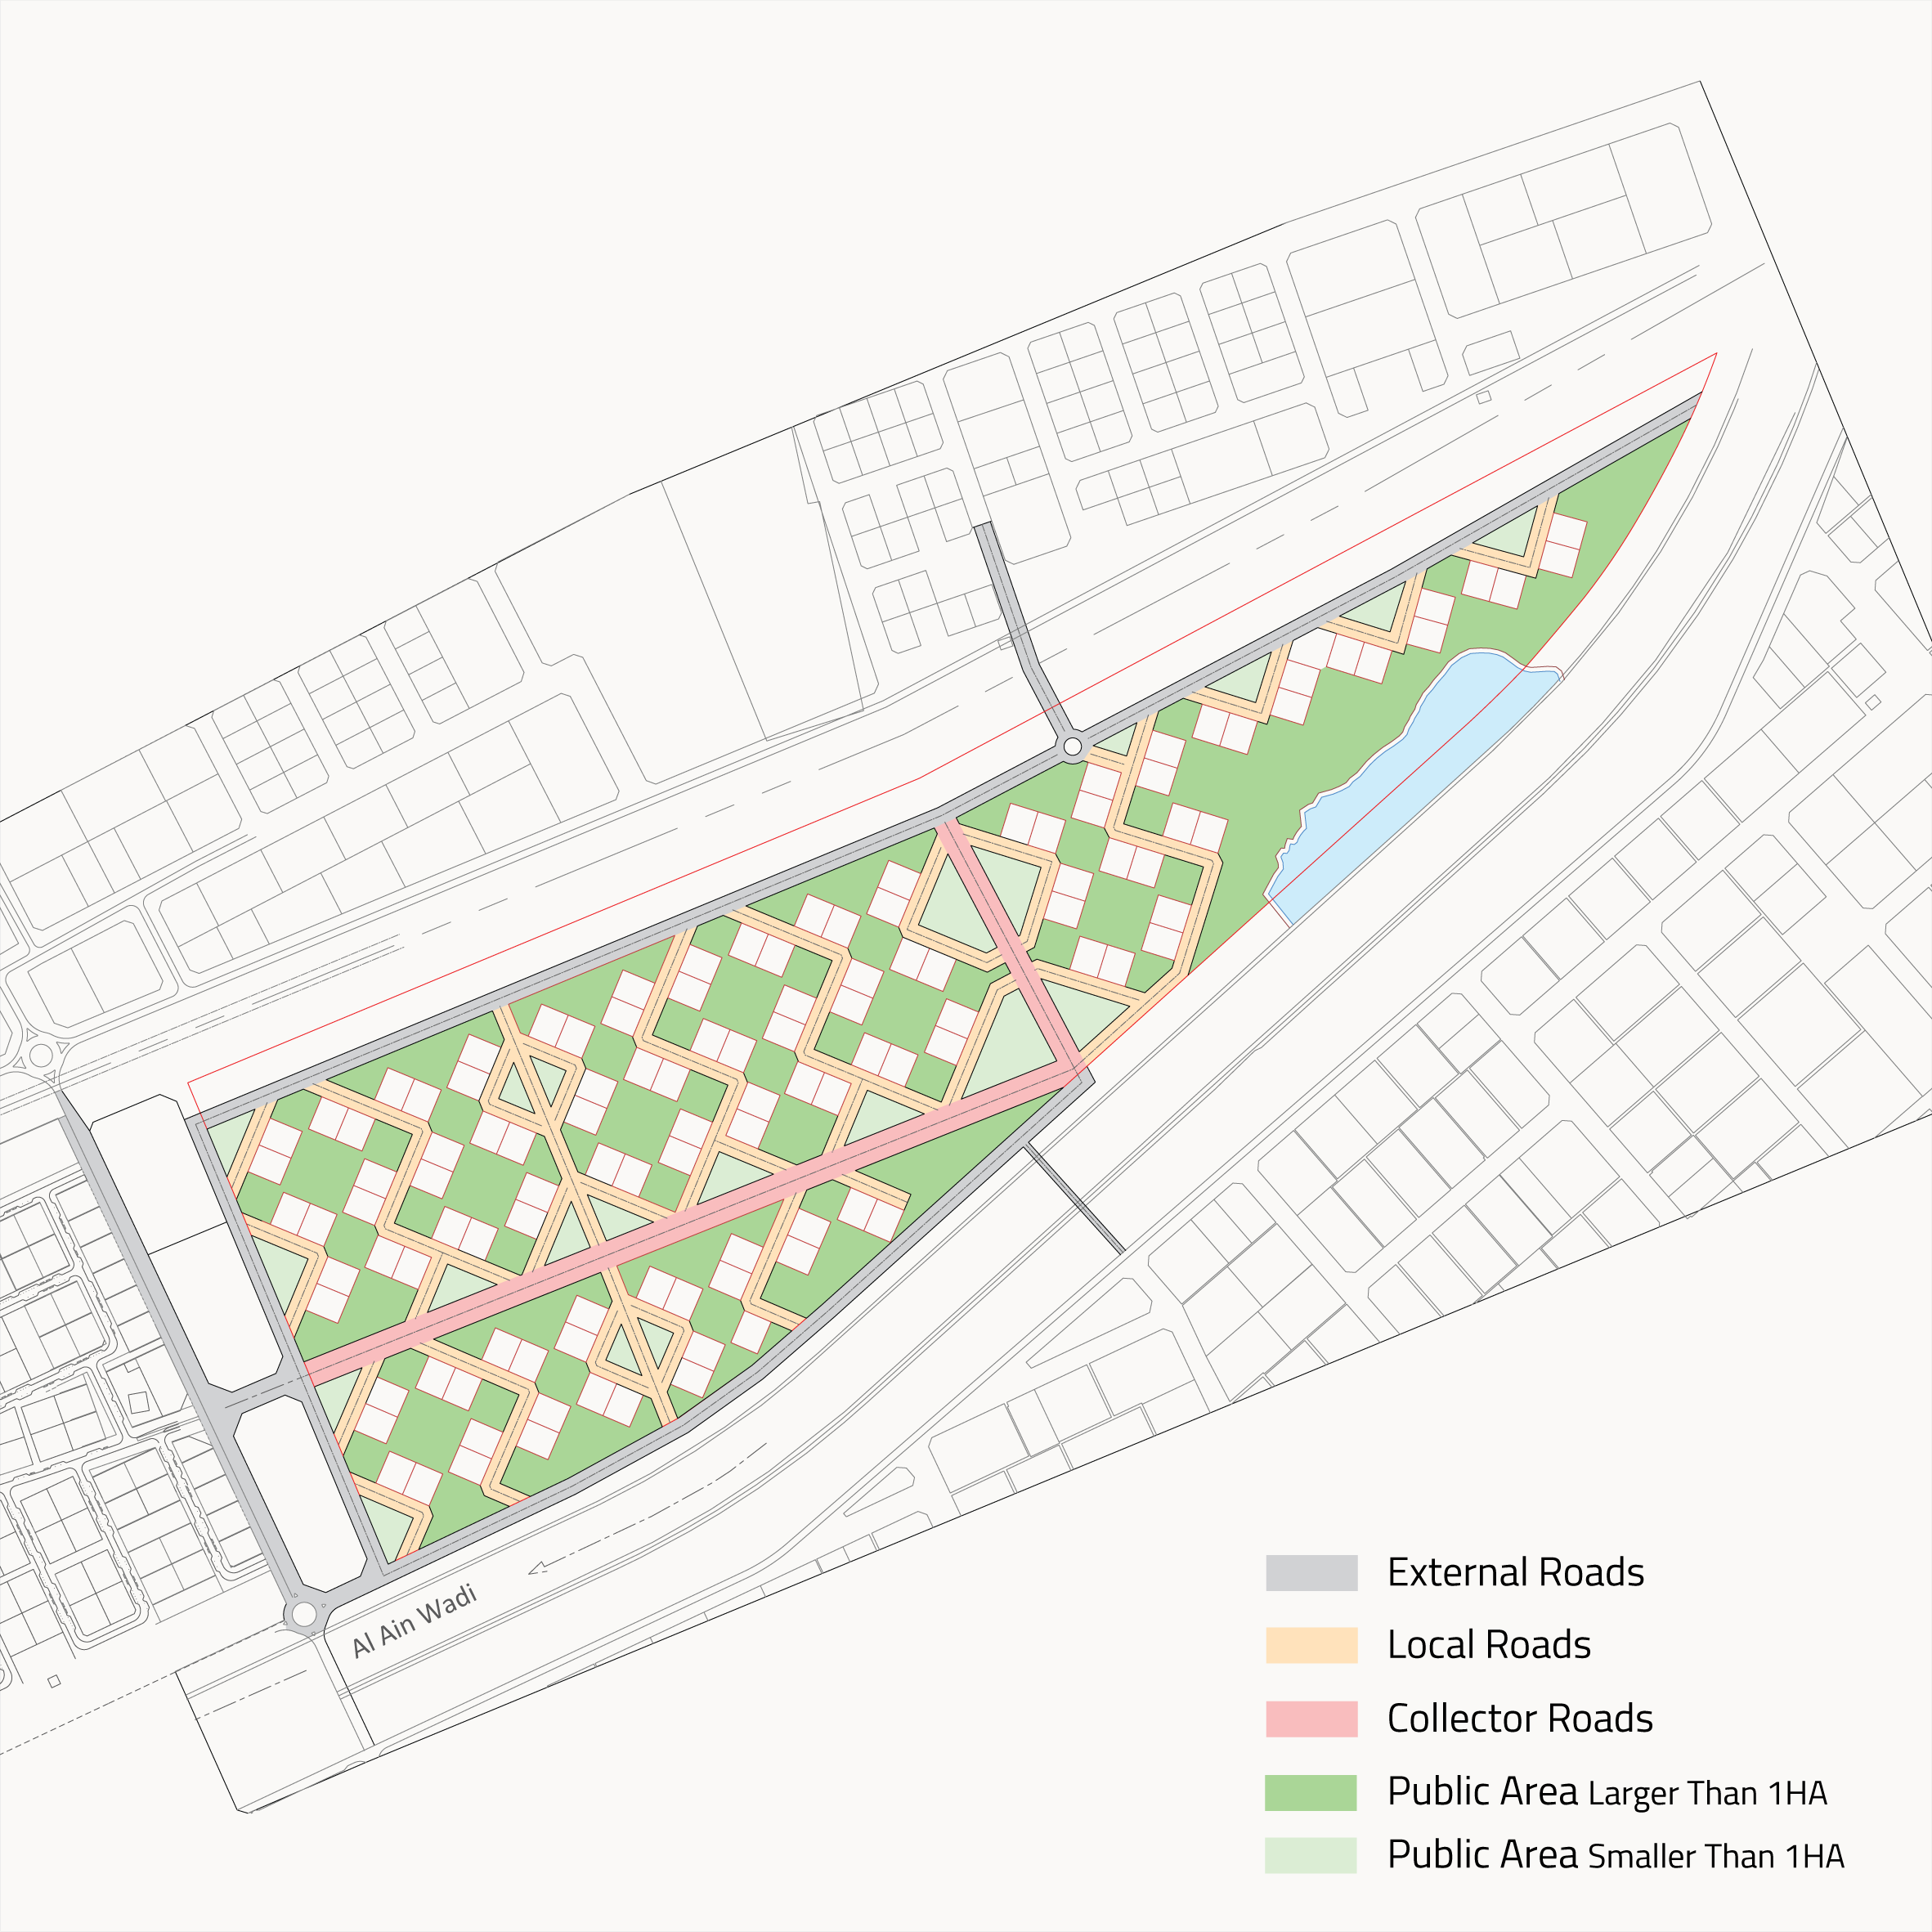 Al Ain Wadi
External Roads
Local Roads
Collector Roads
Public Area Larger Than 1HA
Public Area Smaller Than 1HA